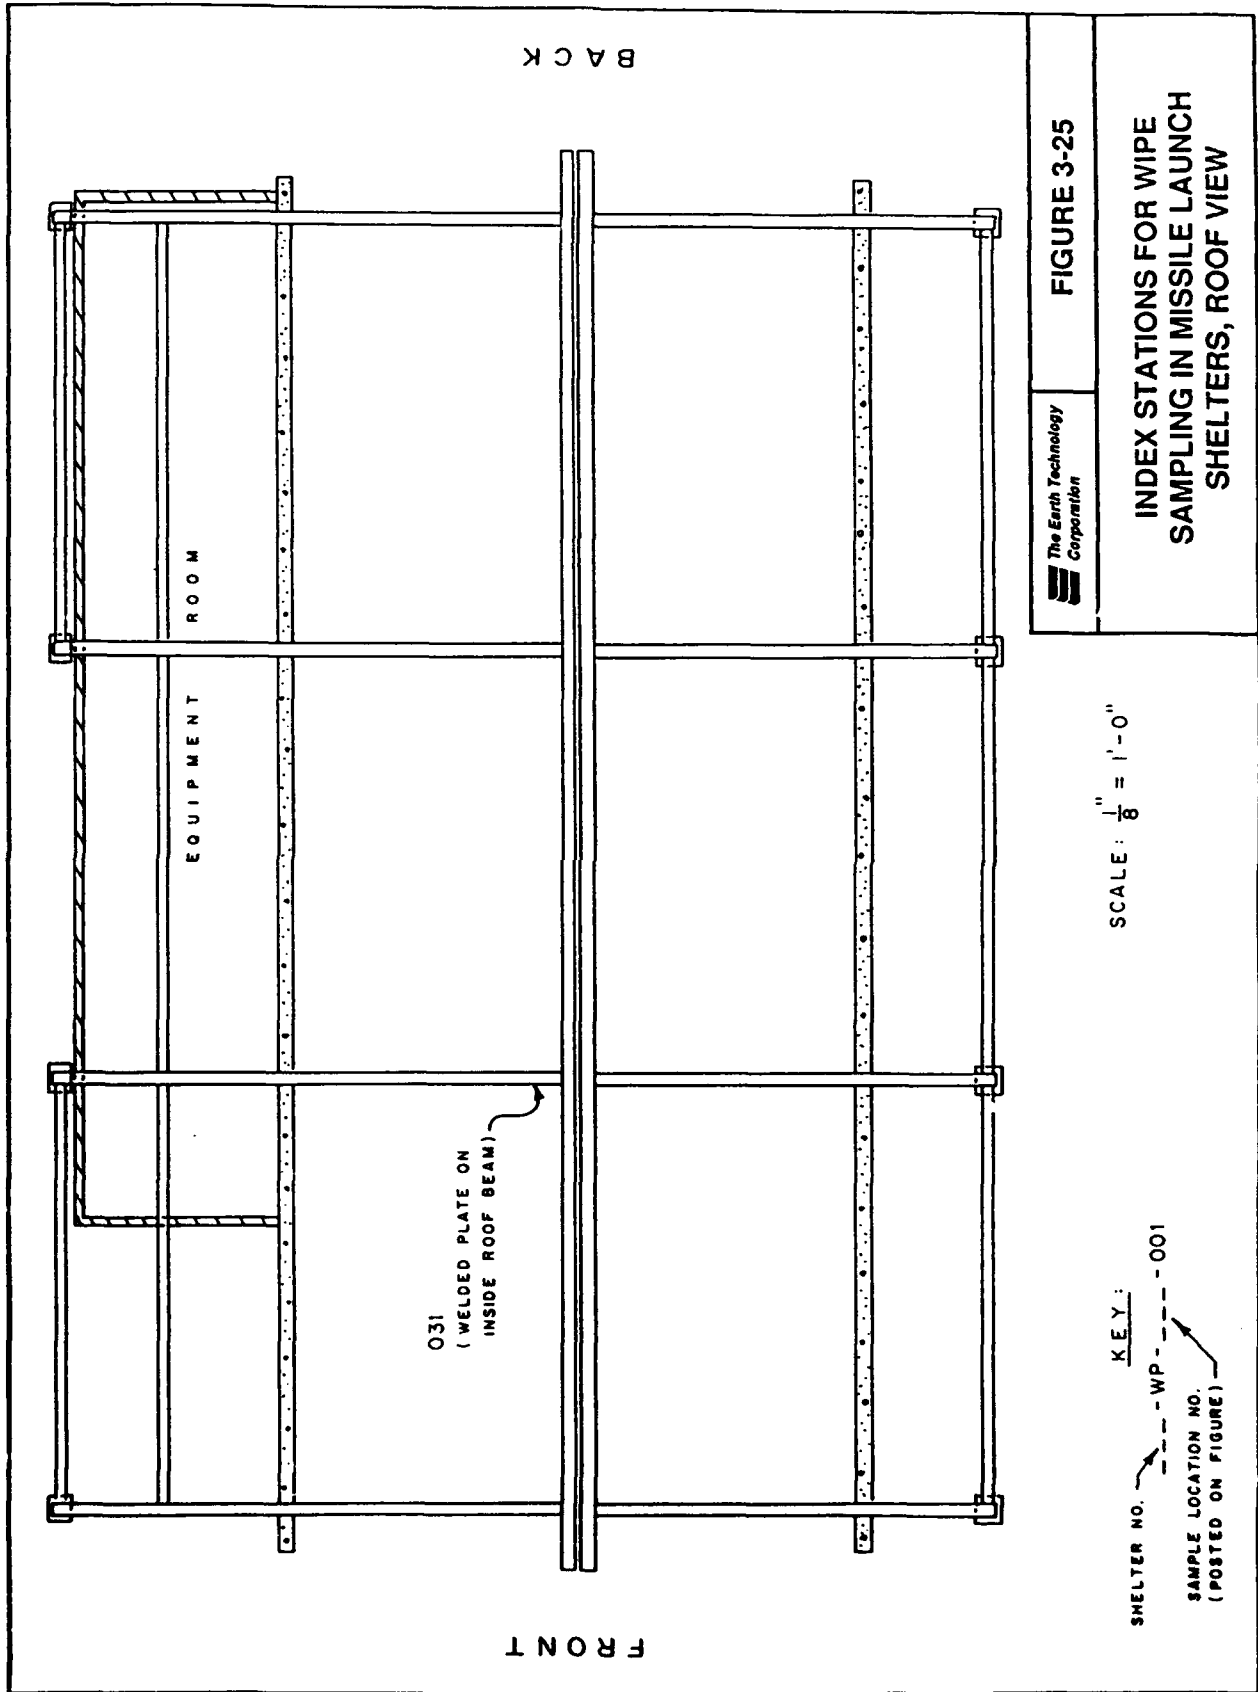 FRONT
BACK
EQUIPMENT ROOM
031
(WELDED PLATE ON
INSIDE ROOF BEAM)
KEY:
SHELTER NO.
___-WP-___-001
SAMPLE LOCATION NO.
(POSTED ON FIGURE)
SCALE: 1/8" = 1'-0"
The Earth Technology
Corporation
FIGURE 3-25
INDEX STATIONS FOR WIPE
SAMPLING IN MISSILE LAUNCH
SHELTERS, ROOF VIEW